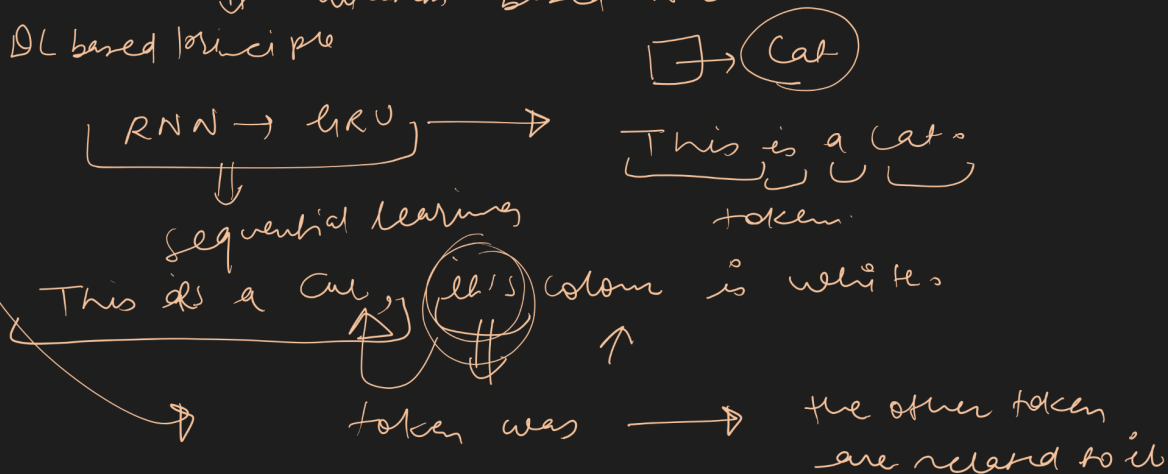 based
DL based principle
Cat
RNN → GRU →
This is a Cat.
token.
sequential learning
This is a Cat, it's colour is white.
token was → the other token
are related to it